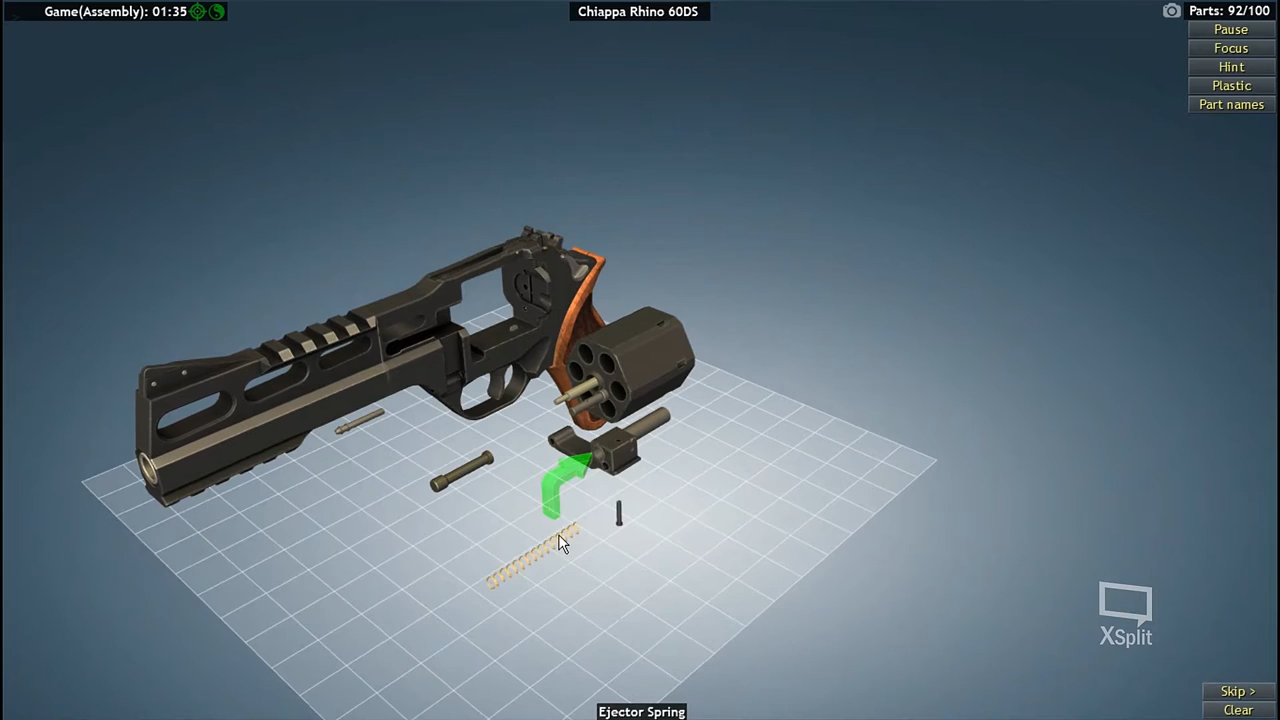 Game(Assembly): 01:35
Chiappa Rhino 60DS
Parts: 92/100
Pause
Focus
Hint
Plastic
Part names
XSplit
Skip >
Ejector Spring
Clear